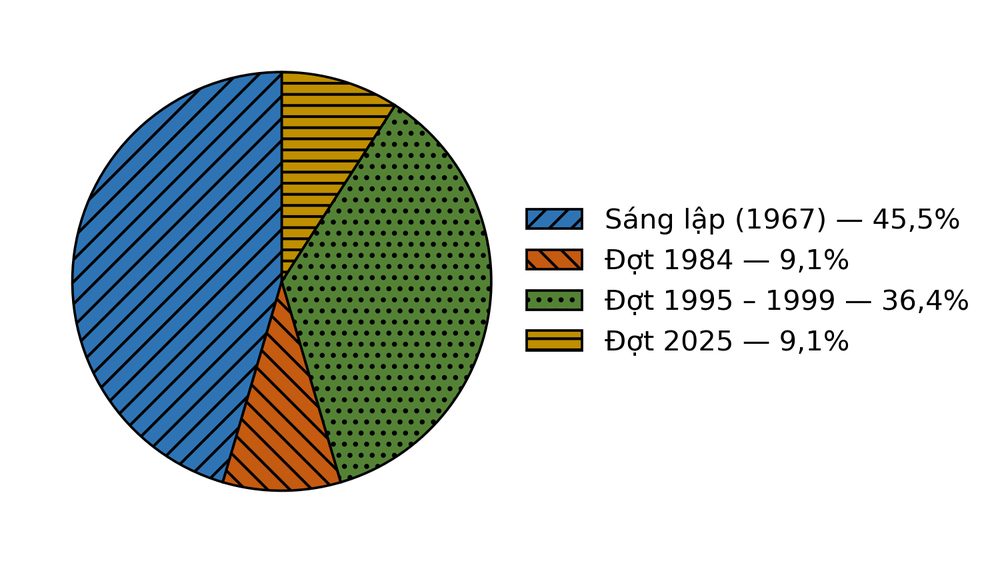 Sáng lập (1967) — 45,5%
Đợt 1984 — 9,1%
Đợt 1995 – 1999 — 36,4%
Đợt 2025 — 9,1%